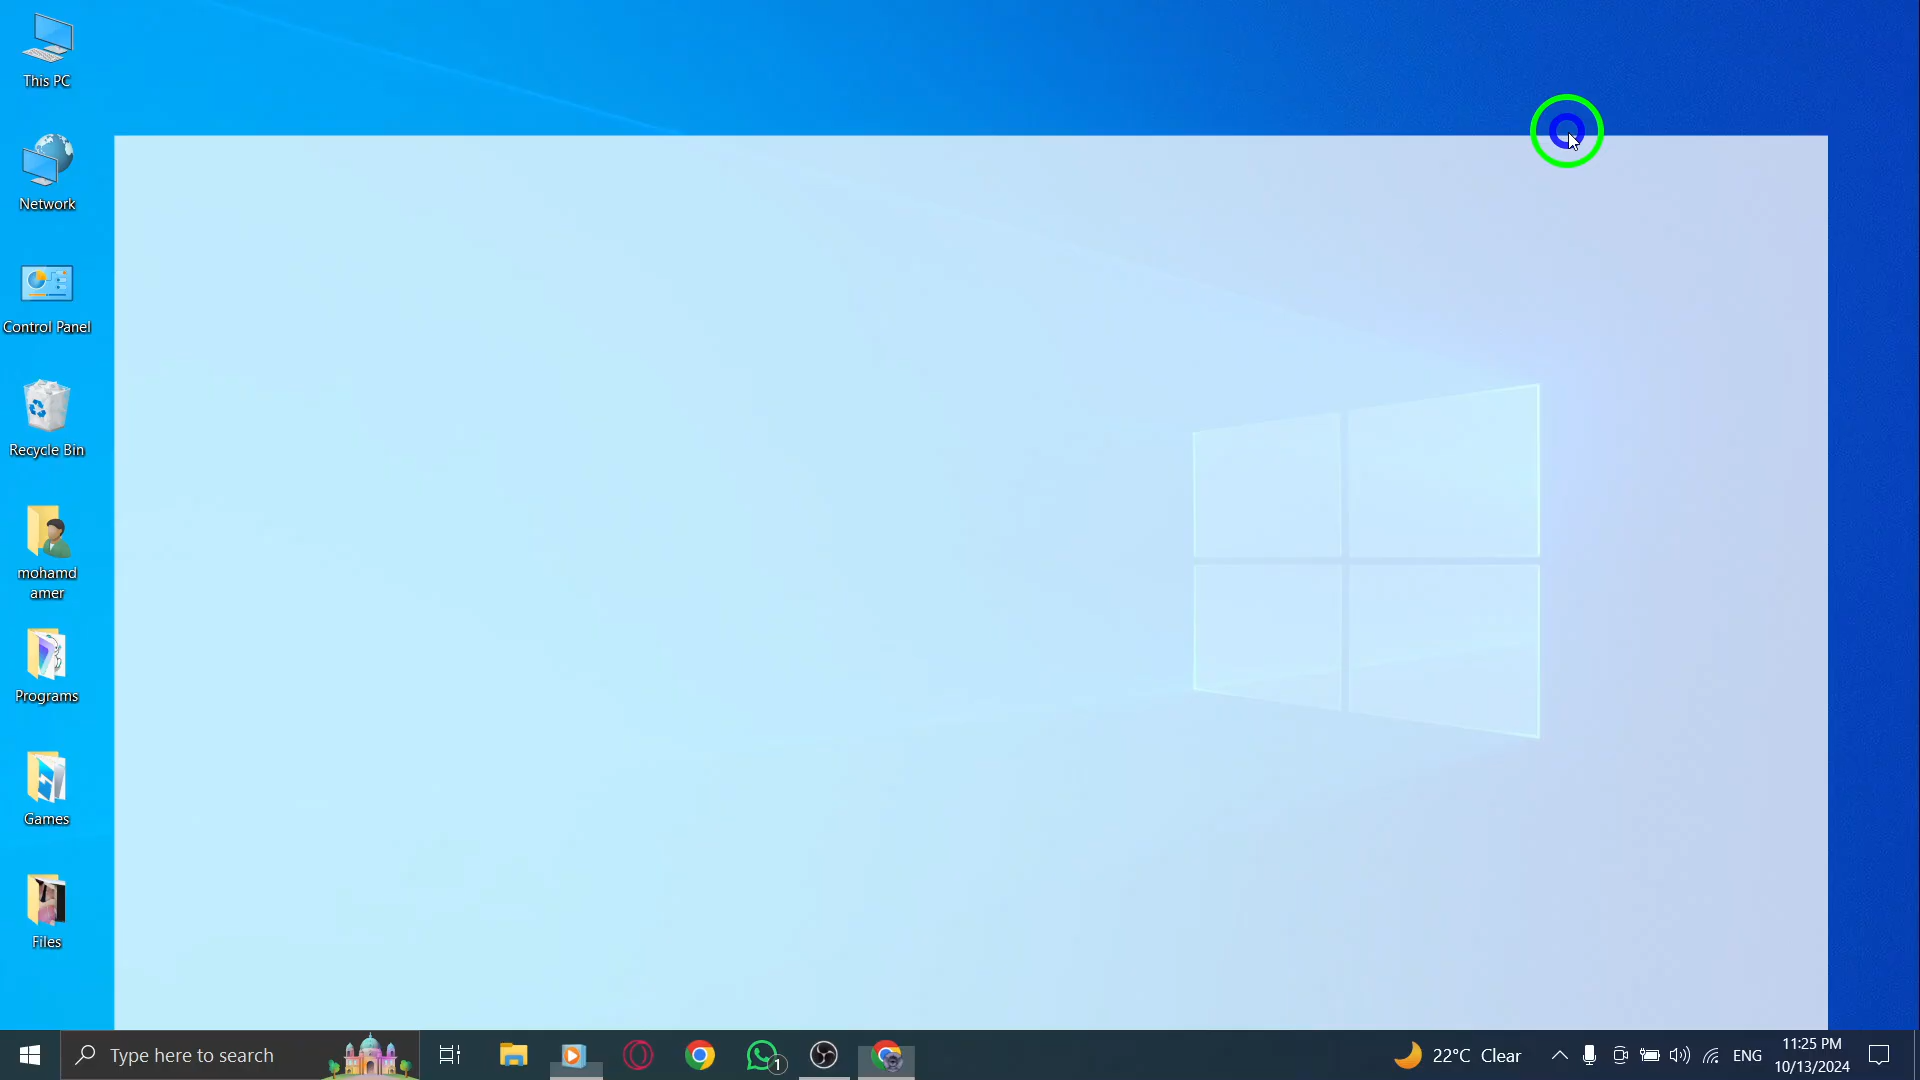 This PC
Network
Control Panel
Recycle Bin
mohamd
amer
Programs
Games
Files
Type here to search
1
22°C Clear
ENG
11:25 PM
10/13/2024